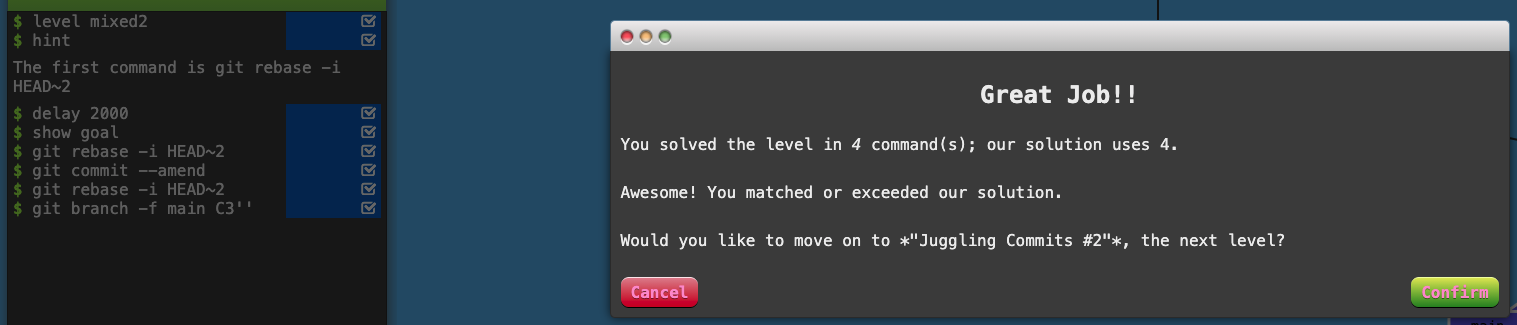 $ level mixed2
$ hint
The first command is git rebase -i
HEAD~2
$ delay 2000
$ show goal
$ git rebase -i HEAD~2
$ git commit --amend
$ git rebase -i HEAD~2
$ git branch -f main C3''
Great Job!!
You solved the level in 4 command(s); our solution uses 4.
Awesome! You matched or exceeded our solution.
Would you like to move on to *"Juggling Commits #2"*, the next level?
Cancel
Confirm